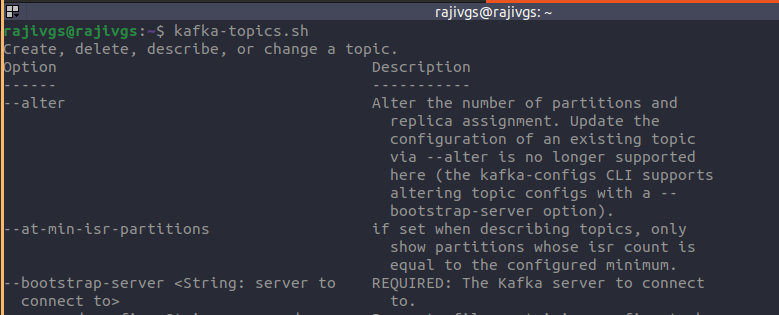 rajivgs@rajivgs: ~
rajivgs@rajivgs:~$ kafka-topics.sh
Create, delete, describe, or change a topic.
Option Description
------ -----------
--alter Alter the number of partitions and
replica assignment. Update the
configuration of an existing topic
via --alter is no longer supported
here (the kafka-configs CLI supports
altering topic configs with a --
bootstrap-server option).
--at-min-isr-partitions if set when describing topics, only
show partitions whose isr count is
equal to the configured minimum.
--bootstrap-server <String: server to REQUIRED: The Kafka server to connect
connect to> to.